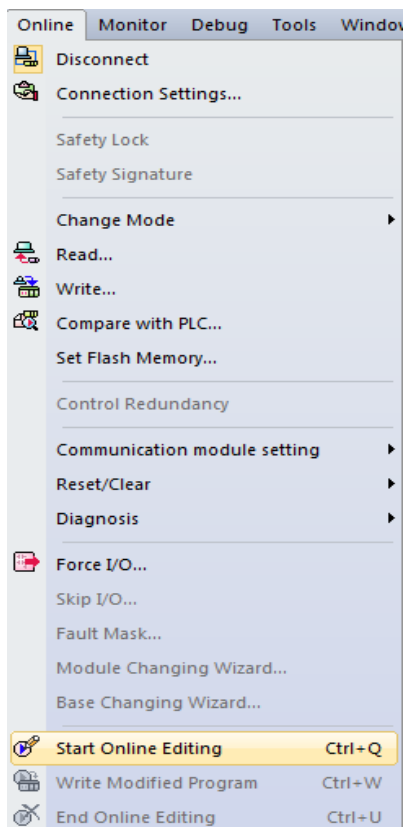 Online Monitor Debug Tools Window
Disconnect
Connection Settings...
Safety Lock
Safety Signature
Change Mode
Read...
Write...
Compare with PLC...
Set Flash Memory...
Control Redundancy
Communication module setting
Reset/Clear
Diagnosis
Force I/O...
Skip I/O...
Fault Mask...
Module Changing Wizard...
Base Changing Wizard...
Start Online Editing Ctrl+Q
Write Modified Program Ctrl+W
End Online Editing Ctrl+U